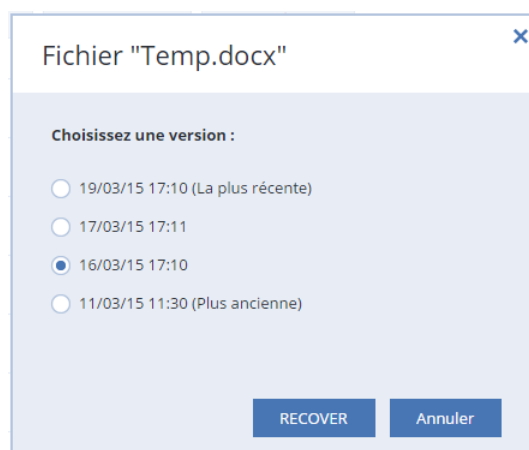 Fichier "Temp.docx"
Choisissez une version :
19/03/15 17:10 (La plus récente)
17/03/15 17:11
16/03/15 17:10
11/03/15 11:30 (Plus ancienne)
RECOVER Annuler